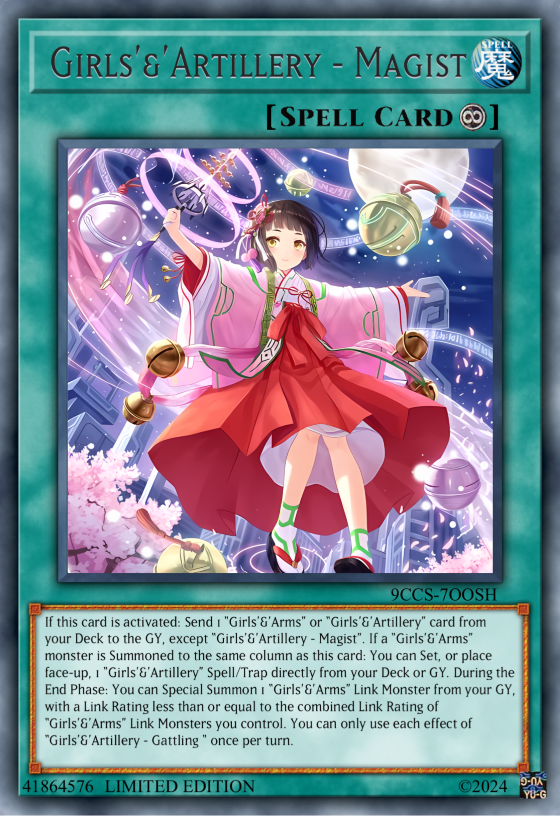 Girls'&'Artillery - Magist
SPELL
魔
[Spell Card ]
9CCS-7OOSH
If this card is activated: Send 1 "Girls'&'Arms" or "Girls'&'Artillery" card from
your Deck to the GY, except "Girls'&'Artillery - Magist". If a "Girls'&'Arms"
monster is Summoned to the same column as this card: You can Set, or place
face-up, 1 "Girls'&'Artillery" Spell/Trap directly from your Deck or GY. During the
End Phase: You can Special Summon 1 "Girls'&'Arms" Link Monster from your GY,
with a Link Rating less than or equal to the combined Link Rating of
"Girls'&'Arms" Link Monsters you control. You can only use each effect of
"Girls'&'Artillery - Gattling " once per turn.
41864576 LIMITED EDITION
©2024
YU-G
YU-G